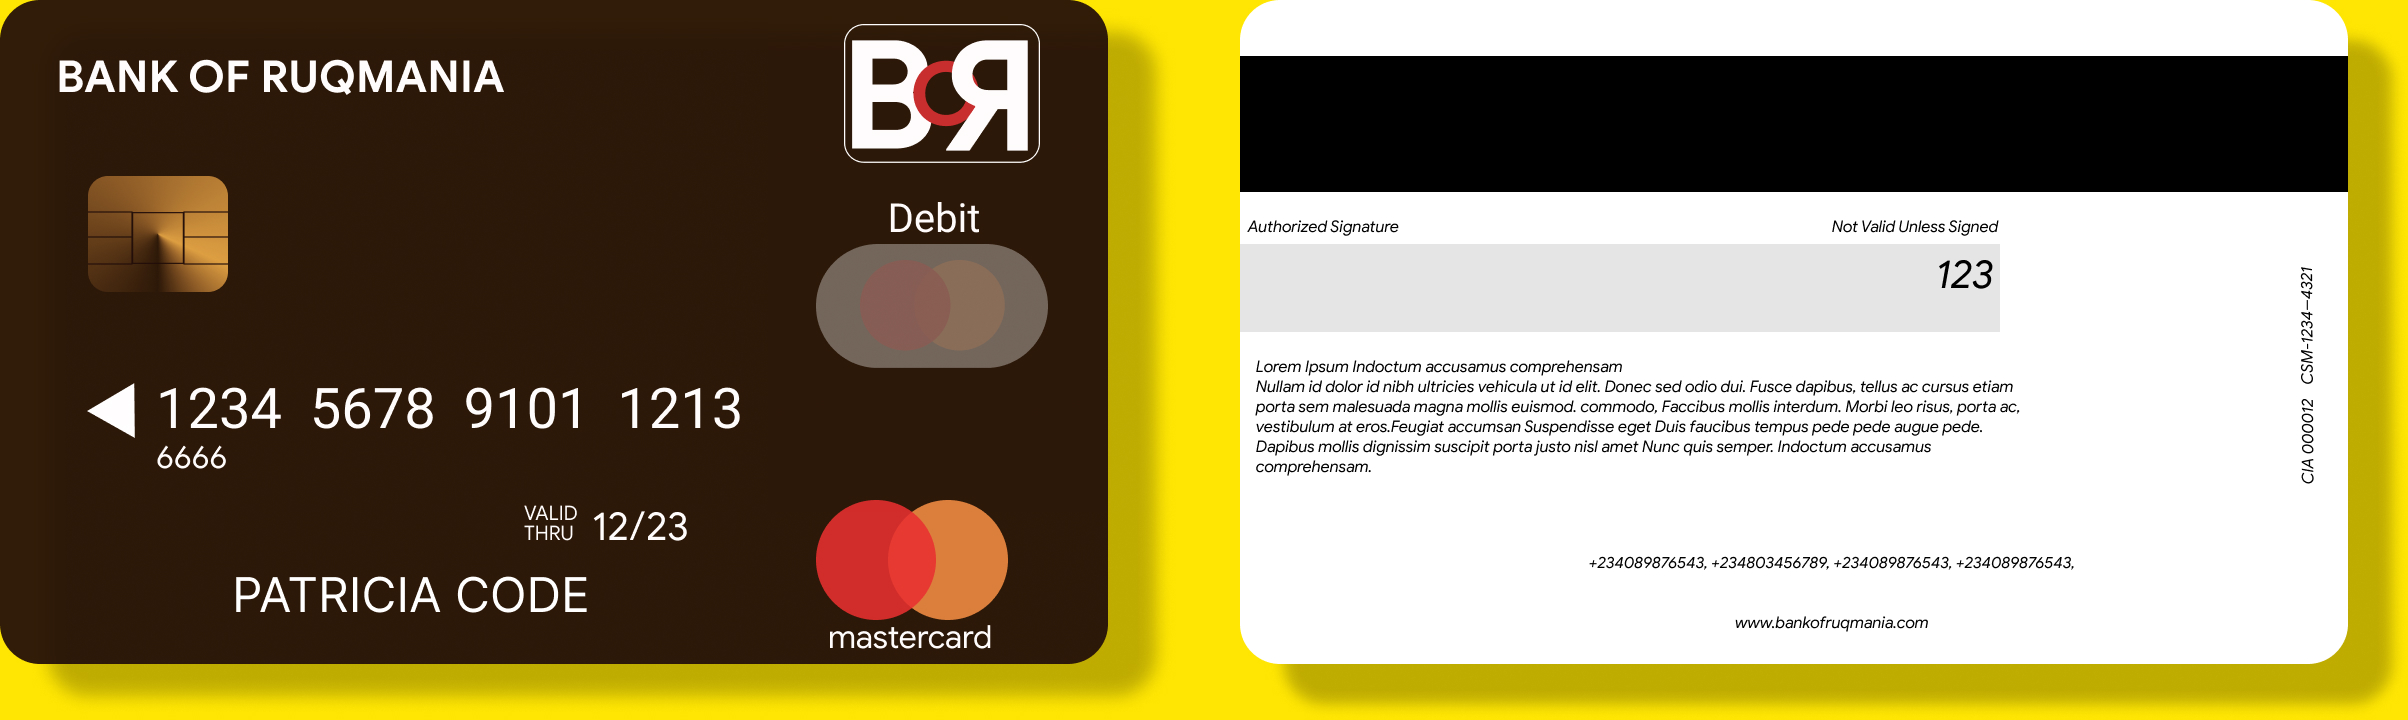 BANK OF RUQMANIA
BOR
Debit
1234 5678 9101 1213
6666
VALID
THRU 12/23
PATRICIA CODE
mastercard
Authorized Signature Not Valid Unless Signed
123
Lorem Ipsum Indoctum accusamus comprehensam
Nullam id dolor id nibh ultricies vehicula ut id elit. Donec sed odio dui. Fusce dapibus, tellus ac cursus etiam
porta sem malesuada magna mollis euismod. commodo, Faccibus mollis interdum. Morbi leo risus, porta ac,
vestibulum at eros.Feugiat accumsan Suspendisse eget Duis faucibus tempus pede pede augue pede.
Dapibus mollis dignissim suscipit porta justo nisl amet Nunc quis semper. Indoctum accusamus
comprehensam.
CIA 000012 CSM-1234—4321
+234089876543, +234803456789, +234089876543, +234089876543,
www.bankofruqmania.com